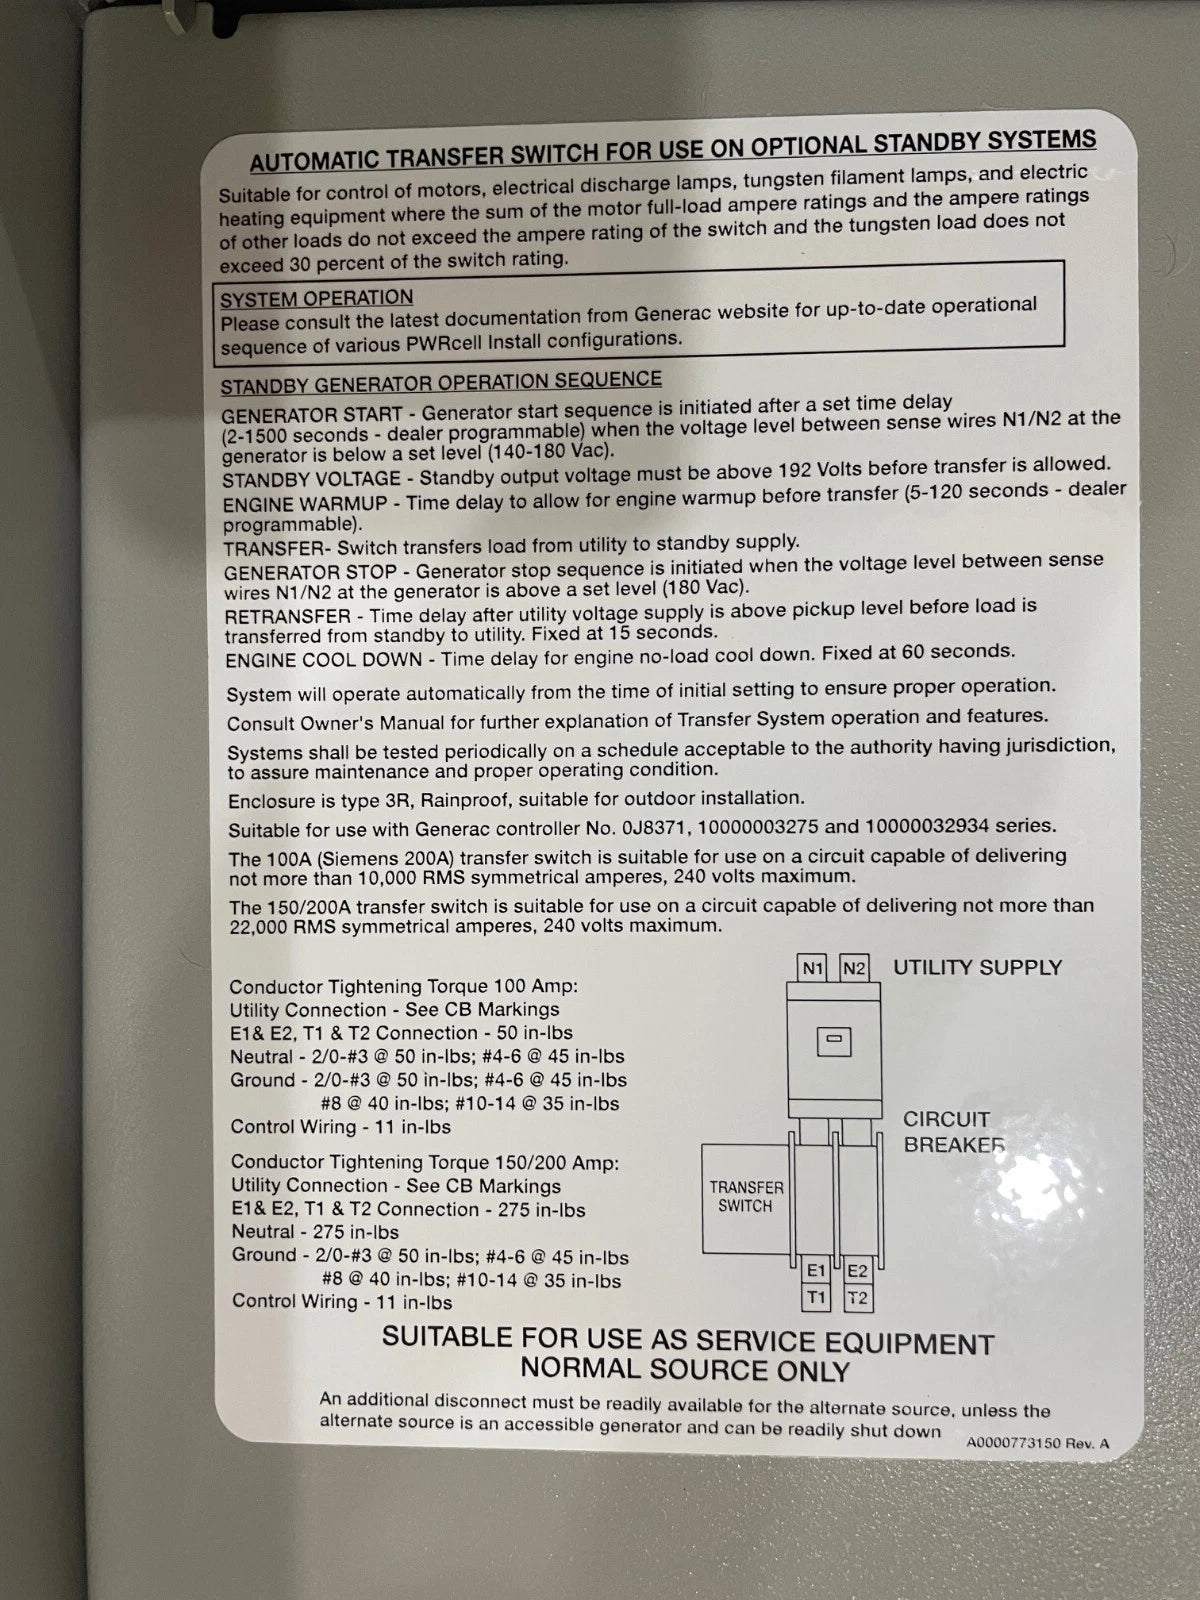 AUTOMATIC TRANSFER SWITCH FOR USE ON OPTIONAL STANDBY SYSTEMS
Suitable for control of motors, electrical discharge lamps, tungsten filament lamps, and electric
heating equipment where the sum of the motor full-load ampere ratings and the ampere ratings
of other loads do not exceed the ampere rating of the switch and the tungsten load does not
exceed 30 percent of the switch rating.
SYSTEM OPERATION
Please consult the latest documentation from Generac website for up-to-date operational
sequence of various PWRcell Install configurations.
STANDBY GENERATOR OPERATION SEQUENCE
GENERATOR START - Generator start sequence is initiated after a set time delay
(2-1500 seconds - dealer programmable) when the voltage level between sense wires N1/N2 at the
generator is below a set level (140-180 Vac).
STANDBY VOLTAGE - Standby output voltage must be above 192 Volts before transfer is allowed.
ENGINE WARMUP - Time delay to allow for engine warmup before transfer (5-120 seconds - dealer
programmable).
TRANSFER- Switch transfers load from utility to standby supply.
GENERATOR STOP - Generator stop sequence is initiated when the voltage level between sense
wires N1/N2 at the generator is above a set level (180 Vac).
RETRANSFER - Time delay after utility voltage supply is above pickup level before load is
transferred from standby to utility. Fixed at 15 seconds.
ENGINE COOL DOWN - Time delay for engine no-load cool down. Fixed at 60 seconds.
System will operate automatically from the time of initial setting to ensure proper operation.
Consult Owner's Manual for further explanation of Transfer System operation and features.
Systems shall be tested periodically on a schedule acceptable to the authority having jurisdiction,
to assure maintenance and proper operating condition.
Enclosure is type 3R, Rainproof, suitable for outdoor installation.
Suitable for use with Generac controller No. 0J8371, 10000003275 and 10000032934 series.
The 100A (Siemens 200A) transfer switch is suitable for use on a circuit capable of delivering
not more than 10,000 RMS symmetrical amperes, 240 volts maximum.
The 150/200A transfer switch is suitable for use on a circuit capable of delivering not more than
22,000 RMS symmetrical amperes, 240 volts maximum.
Conductor Tightening Torque 100 Amp:
Utility Connection - See CB Markings
E1& E2, T1 & T2 Connection - 50 in-lbs
Neutral - 2/0-#3 @ 50 in-lbs; #4-6 @ 45 in-lbs
Ground - 2/0-#3 @ 50 in-lbs; #4-6 @ 45 in-lbs
#8 @ 40 in-lbs; #10-14 @ 35 in-lbs
Control Wiring - 11 in-lbs
Conductor Tightening Torque 150/200 Amp:
Utility Connection - See CB Markings
E1& E2, T1 & T2 Connection - 275 in-lbs
Neutral - 275 in-lbs
Ground - 2/0-#3 @ 50 in-lbs; #4-6 @ 45 in-lbs
#8 @ 40 in-lbs; #10-14 @ 35 in-lbs
Control Wiring - 11 in-lbs
N1 N2 UTILITY SUPPLY
CIRCUIT
BREAKER
TRANSFER
SWITCH
E1 E2
T1 T2
SUITABLE FOR USE AS SERVICE EQUIPMENT
NORMAL SOURCE ONLY
An additional disconnect must be readily available for the alternate source, unless the
alternate source is an accessible generator and can be readily shut down
A0000773150 Rev. A